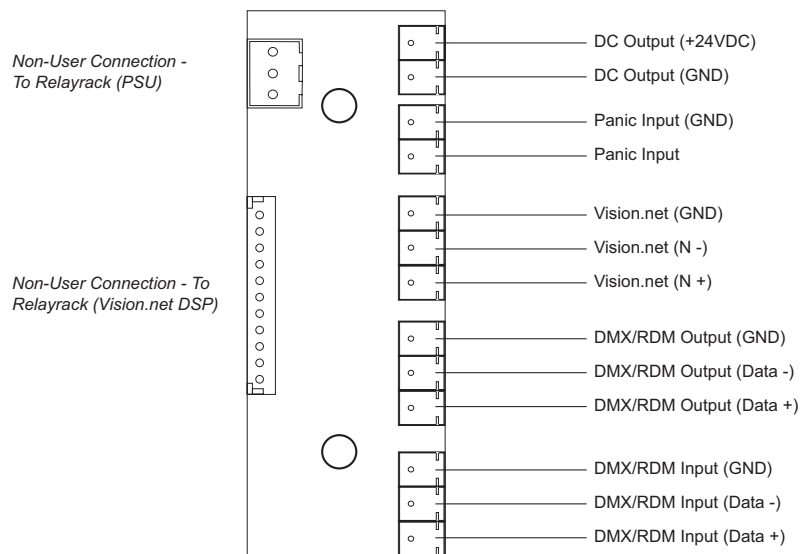 Non-User Connection -
To Relayrack (PSU)
Non-User Connection - To
Relayrack (Vision.net DSP)
DC Output (+24VDC)
DC Output (GND)
Panic Input (GND)
Panic Input
Vision.net (GND)
Vision.net (N -)
Vision.net (N +)
DMX/RDM Output (GND)
DMX/RDM Output (Data -)
DMX/RDM Output (Data +)
DMX/RDM Input (GND)
DMX/RDM Input (Data -)
DMX/RDM Input (Data +)